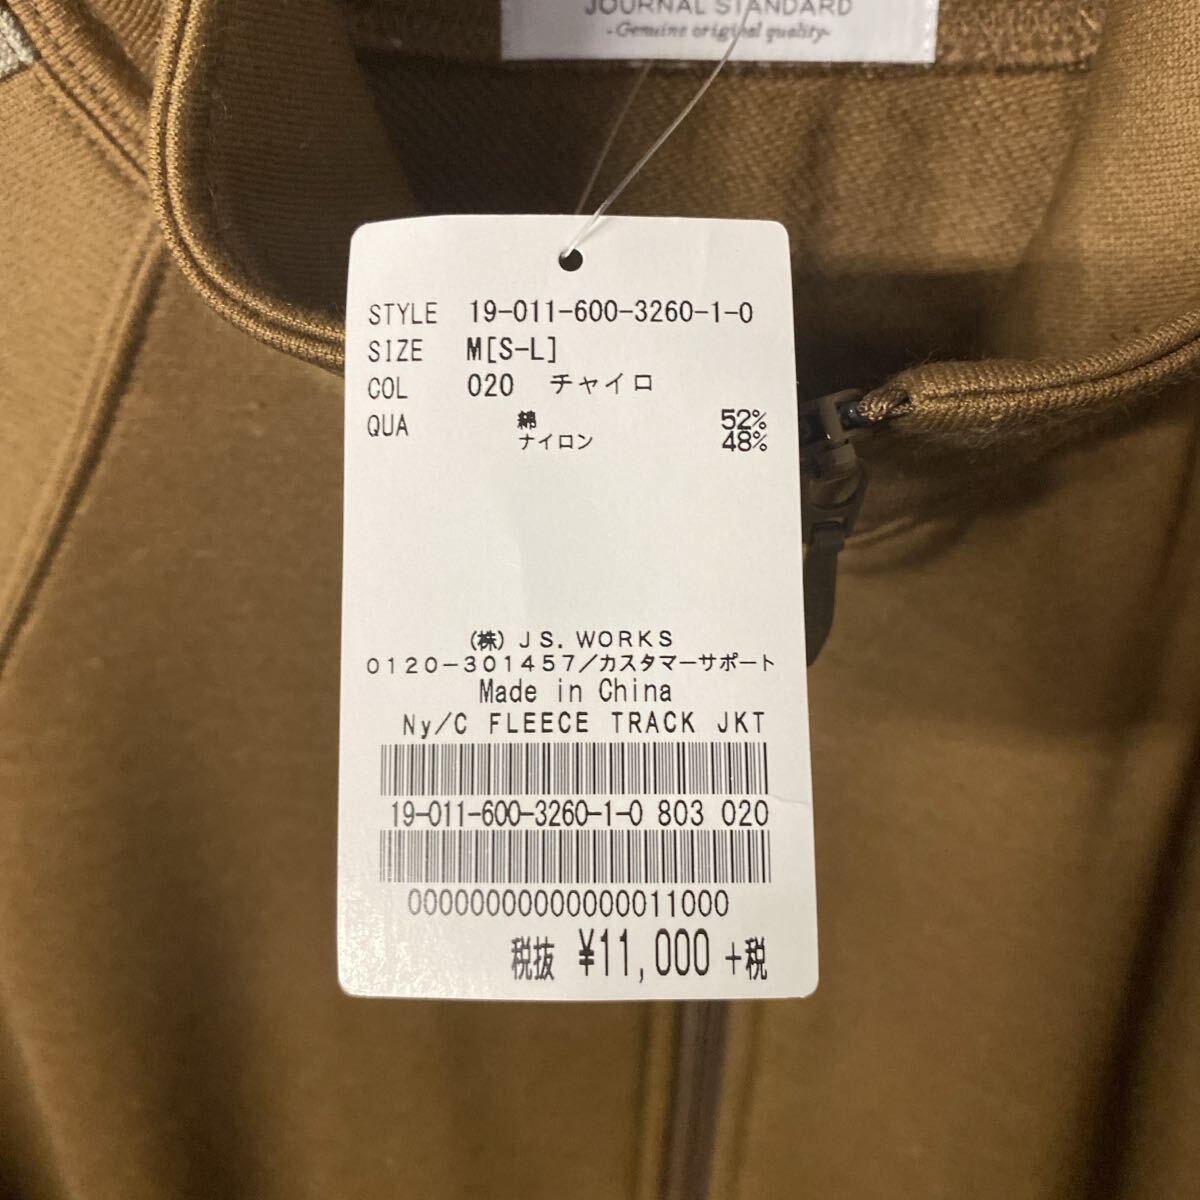 JOURNAL STANDARD
-Genuine original quality-
STYLE 19-011-600-3260-1-0
SIZE M[S-L]
COL 020 チャイロ
QUA 綿 52%
ナイロン 48%
(株)JS.WORKS
0120-301457/カスタマーサポート
Made in China
Ny/C FLEECE TRACK JKT
19-011-600-3260-1-0 803 020
00000000000000011000
税抜 ¥11,000 +税